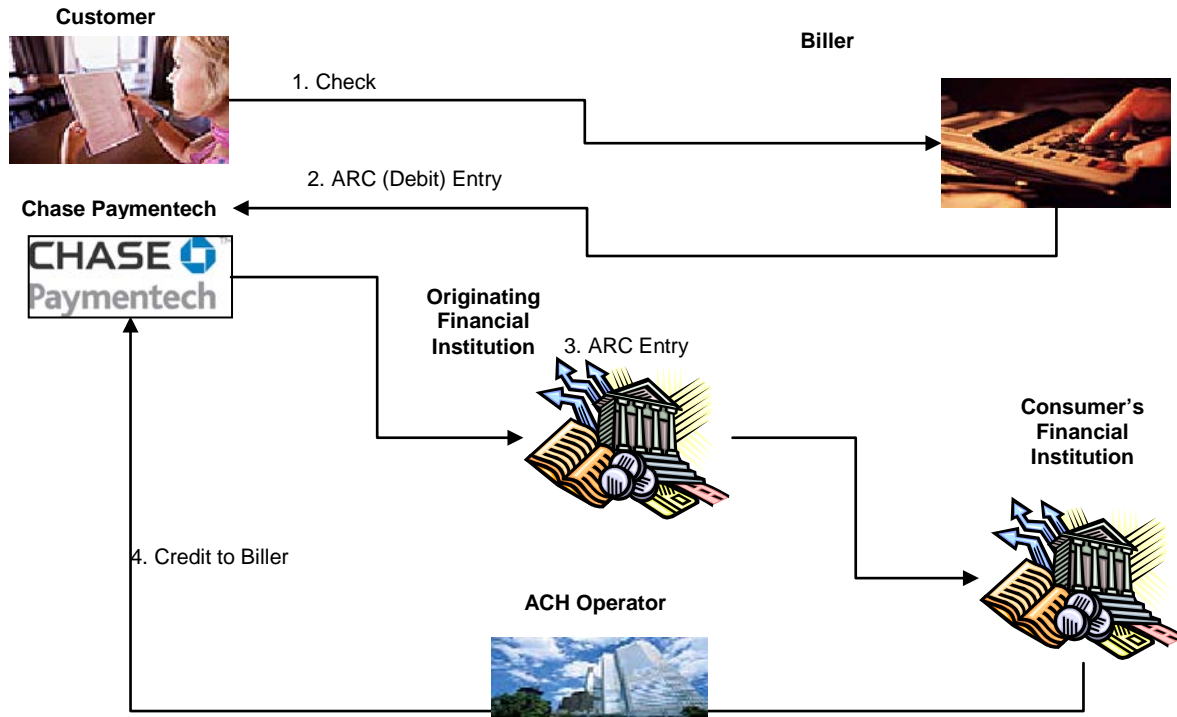 Customer
Biller
1. Check
2. ARC (Debit) Entry
Chase Paymentech
CHASE
Paymentech
Originating
Financial
Institution
3. ARC Entry
Consumer’s
Financial
Institution
4. Credit to Biller
ACH Operator